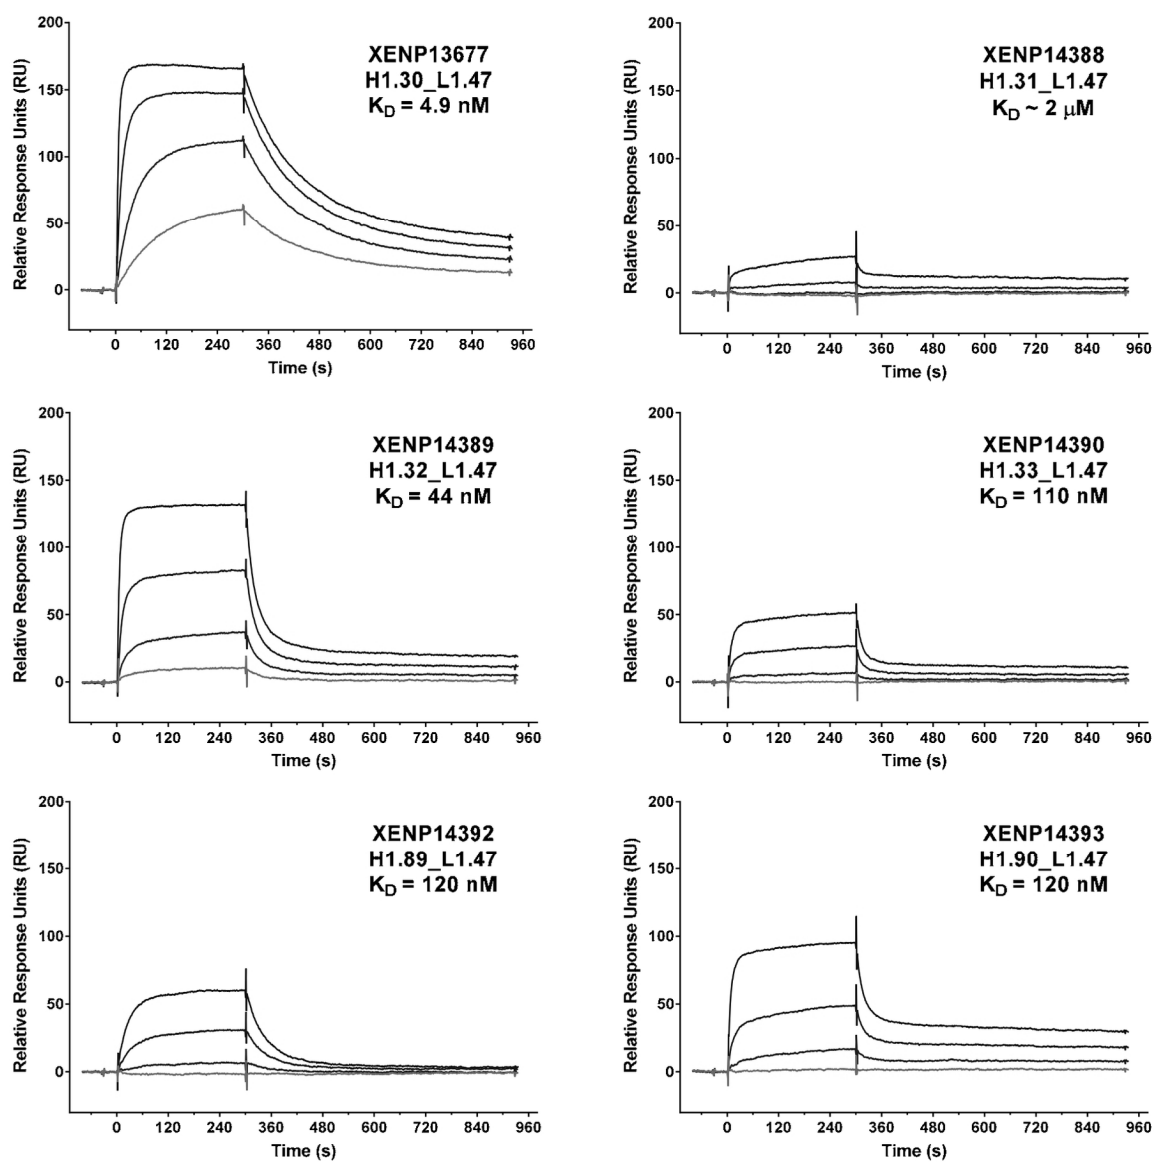 XENP13677
H1.30_L1.47
KD = 4.9 nM
Relative Response Units (RU)
200
150
100
50
0
0 120 240 360 480 600 720 840 960
Time (s)
XENP14388
H1.31_L1.47
KD ~ 2 μM
Relative Response Units (RU)
200
150
100
50
0
0 120 240 360 480 600 720 840 960
Time (s)
XENP14389
H1.32_L1.47
KD = 44 nM
Relative Response Units (RU)
200
150
100
50
0
0 120 240 360 480 600 720 840 960
Time (s)
XENP14390
H1.33_L1.47
KD = 110 nM
Relative Response Units (RU)
200
150
100
50
0
0 120 240 360 480 600 720 840 960
Time (s)
XENP14392
H1.89_L1.47
KD = 120 nM
Relative Response Units (RU)
200
150
100
50
0
0 120 240 360 480 600 720 840 960
Time (s)
XENP14393
H1.90_L1.47
KD = 120 nM
Relative Response Units (RU)
200
150
100
50
0
0 120 240 360 480 600 720 840 960
Time (s)